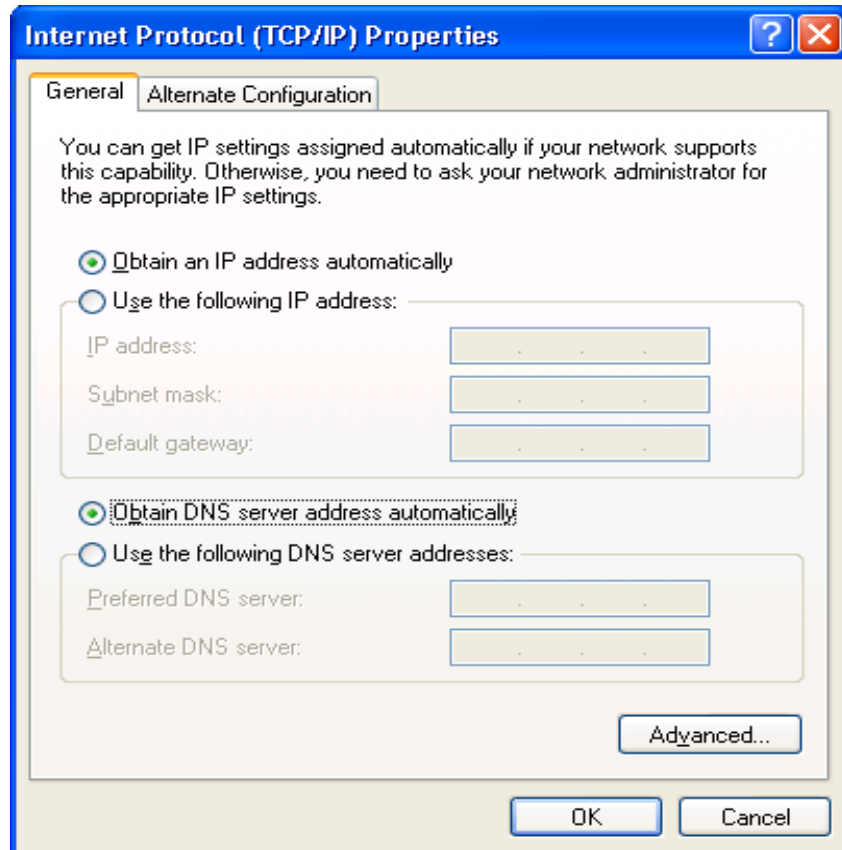 Internet Protocol (TCP/IP) Properties
General
Alternate Configuration
You can get IP settings assigned automatically if your network supports
this capability. Otherwise, you need to ask your network administrator for
the appropriate IP settings.
Obtain an IP address automatically
Use the following IP address:
IP address:
Subnet mask:
Default gateway:
Obtain DNS server address automatically
Use the following DNS server addresses:
Preferred DNS server:
Alternate DNS server:
Advanced...
OK
Cancel